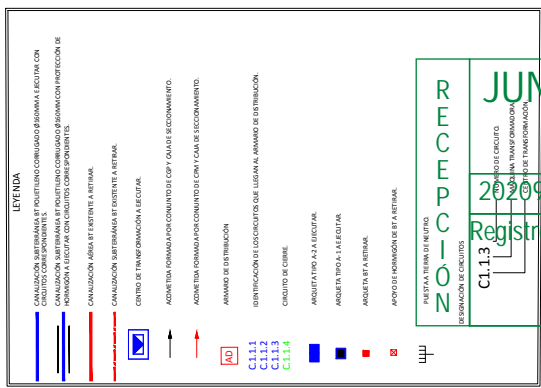 LEYENDA
CANALIZACIÓN SUBTERRÁNEA BT POLIETILENO CORRUGADO Ø160MM A EJECUTAR CON
CIRCUITOS CORRESPONDIENTES.
CANALIZACIÓN SUBTERRÁNEA BT POLIETILENO CORRUGADO Ø160MM CON PROTECCIÓN DE
HORMIGÓN A EJECUTAR CON CIRCUITOS CORRESPONDIENTES.
CANALIZACIÓN AÉREA BT EXISTENTE A RETIRAR.
CANALIZACIÓN SUBTERRÁNEA BT EXISTENTE A RETIRAR.
CENTRO DE TRANSFORMACIÓN A EJECUTAR.
ACOMETIDA FORMADA POR CONJUNTO DE CGP Y CAJA DE SECCIONAMIENTO.
ACOMETIDA FORMADA POR CONJUNTO DE CPM Y CAJA DE SECCIONAMIENTO.
AD
ARMARIO DE DISTRIBUCIÓN
C.1.1.1
C.1.1.2
C.1.1.3
C.1.1.4
IDENTIFICACIÓN DE LOS CIRCUITOS QUE LLEGAN AL ARMARIO DE DISTRIBUCIÓN.
CIRCUITO DE CIERRE.
ARQUETA TIPO A-2 A EJECUTAR.
ARQUETA TIPO A-1 A EJECUTAR.
ARQUETA BT A RETIRAR.
APOYO DE HORMIGÓN DE BT A RETIRAR.
PUESTA A TIERRA DE NEUTRO.
DESIGNACIÓN DE CIRCUITOS
C1.1.3
NÚMERO DE CIRCUITO.
MÁQUINA TRANSFORMADORA.
CENTRO DE TRANSFORMACIÓN.
RECEPCIÓN
JUN
20209
Registr